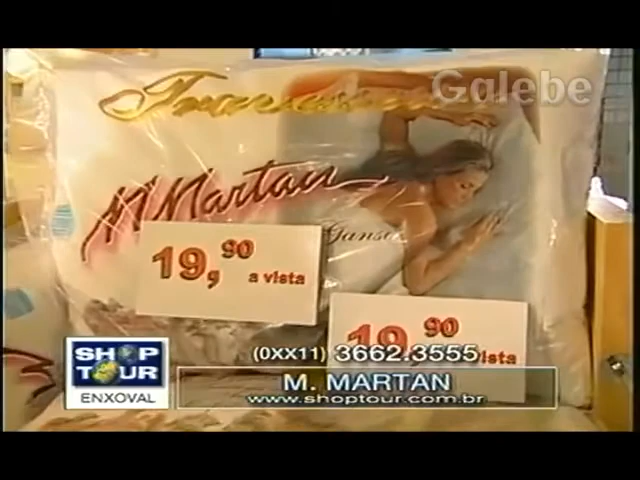 Galebe
M Martan
Ganso
19,90
a vista
19,90
vista
SHOP
TOUR
ENXOVAL
(0XX11) 3662.3555
M. MARTAN
www.shoptour.com.br